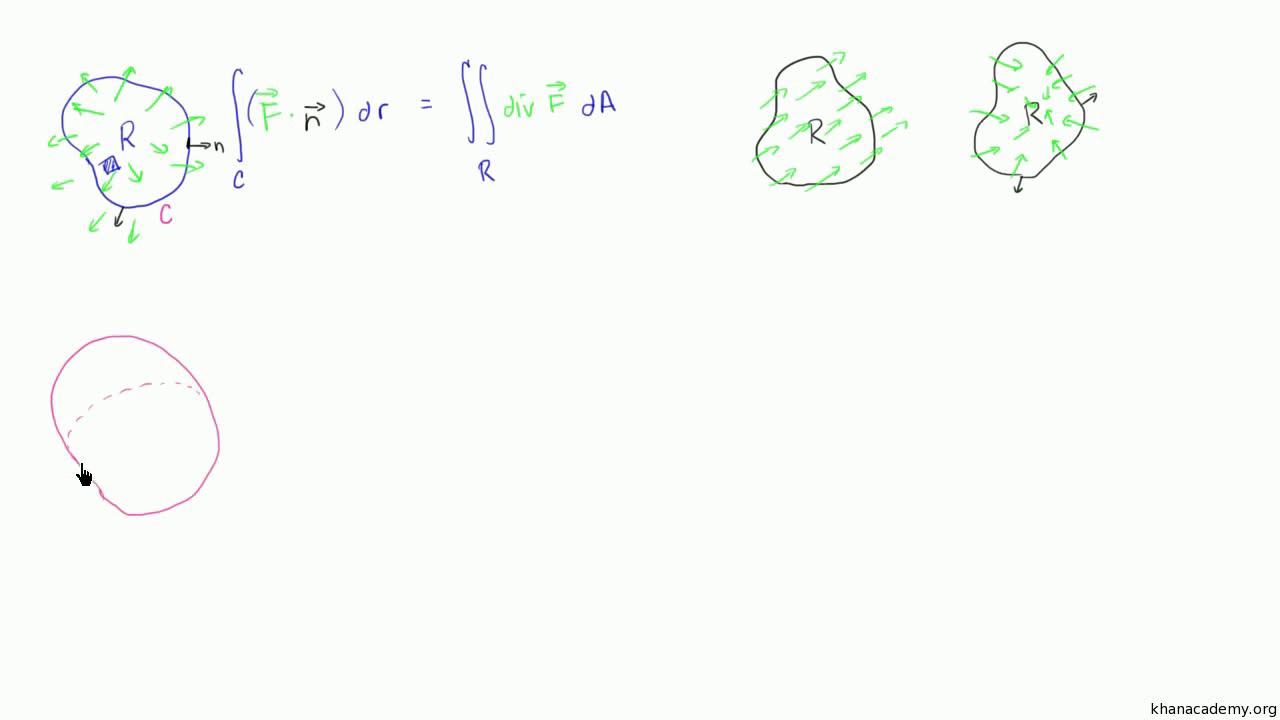 R
n
C
∫ (F⃗ · n⃗) dr = ∬ div F⃗ dA
C
R
R
R
khanacademy.org